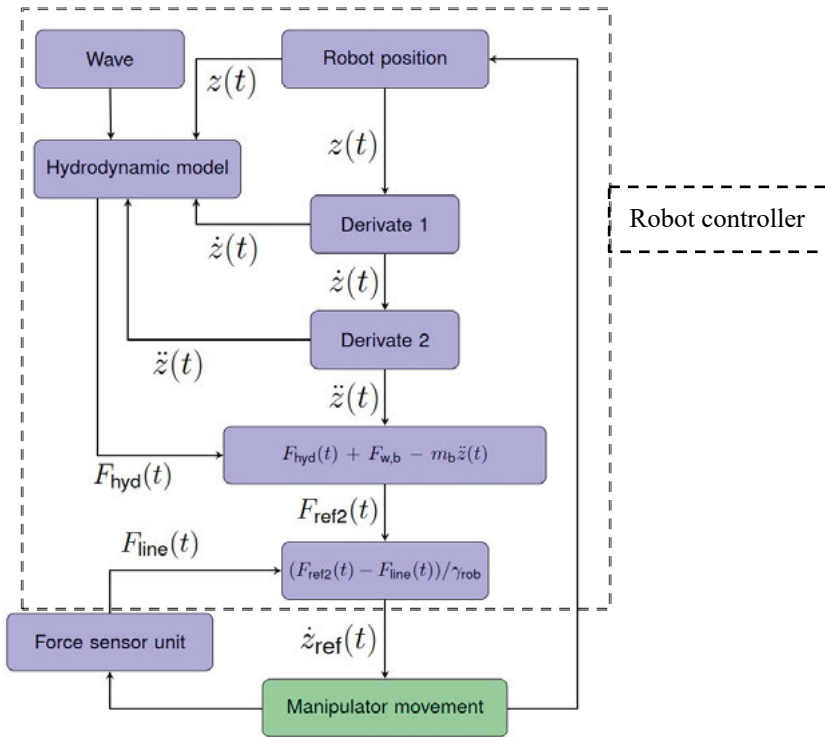 Wave
Robot position
z(t)
z(t)
Hydrodynamic model
Robot controller
Derivate 1
ż(t)
ż(t)
Derivate 2
z̈(t)
z̈(t)
F_hyd(t) + F_w,b − m_b z̈(t)
F_hyd(t)
F_ref2(t)
F_line(t)
(F_ref2(t) − F_line(t))/γ_rob
Force sensor unit
ż_ref(t)
Manipulator movement